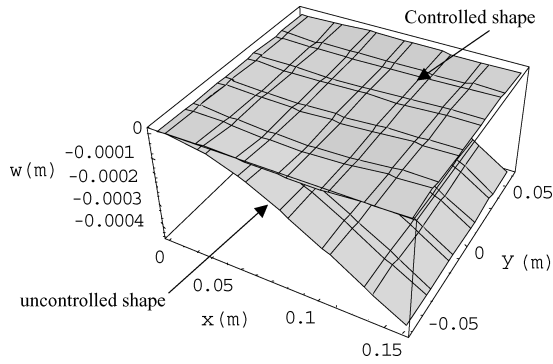 Controlled shape
0
-0.0001
w(m)
-0.0002
-0.0003
-0.0004
0.05
0
y (m)
0
0.05
uncontrolled shape
x(m)
0.1
-0.05
0.15